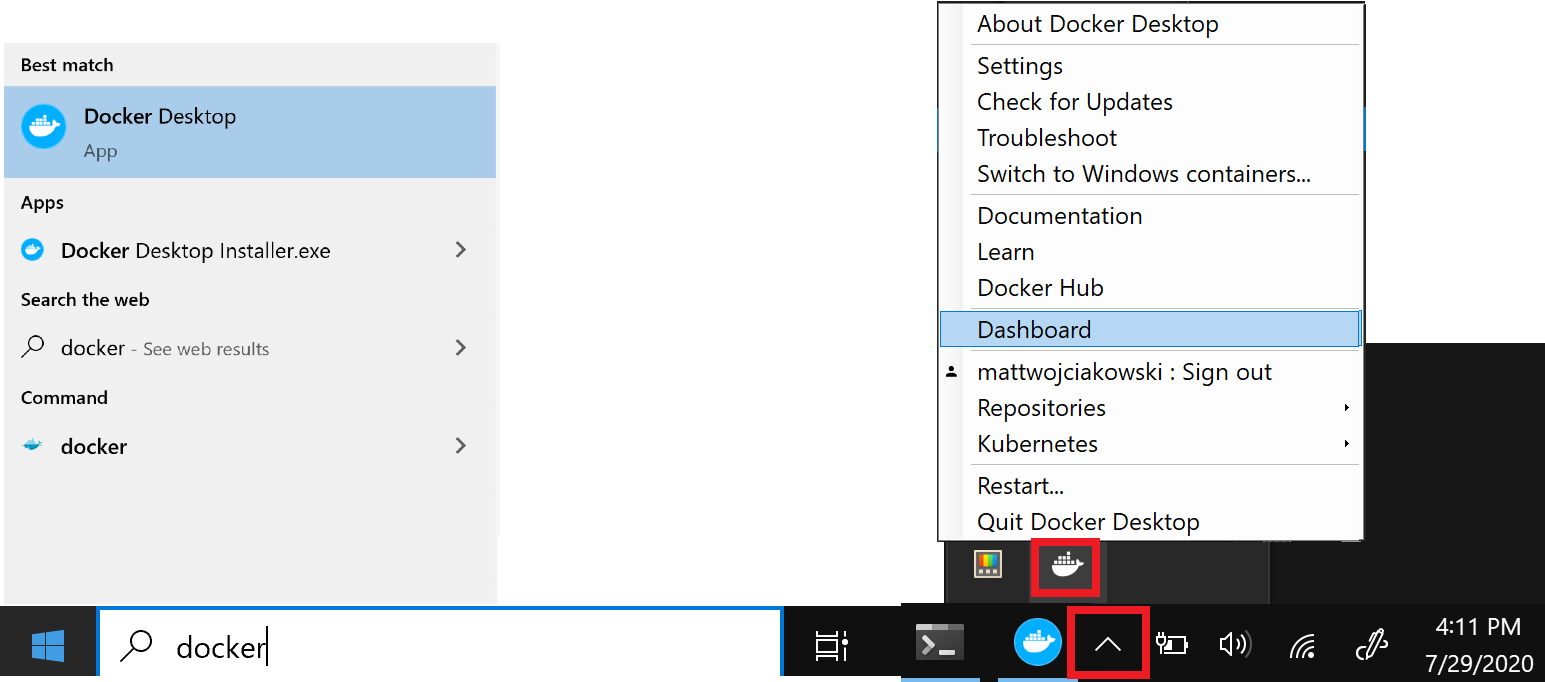 Best match
Docker Desktop
App
Apps
Docker Desktop Installer.exe
Search the web
docker - See web results
Command
docker
docker
About Docker Desktop
Settings
Check for Updates
Troubleshoot
Switch to Windows containers...
Documentation
Learn
Docker Hub
Dashboard
mattwojciakowski : Sign out
Repositories
Kubernetes
Restart...
Quit Docker Desktop
4:11 PM
7/29/2020